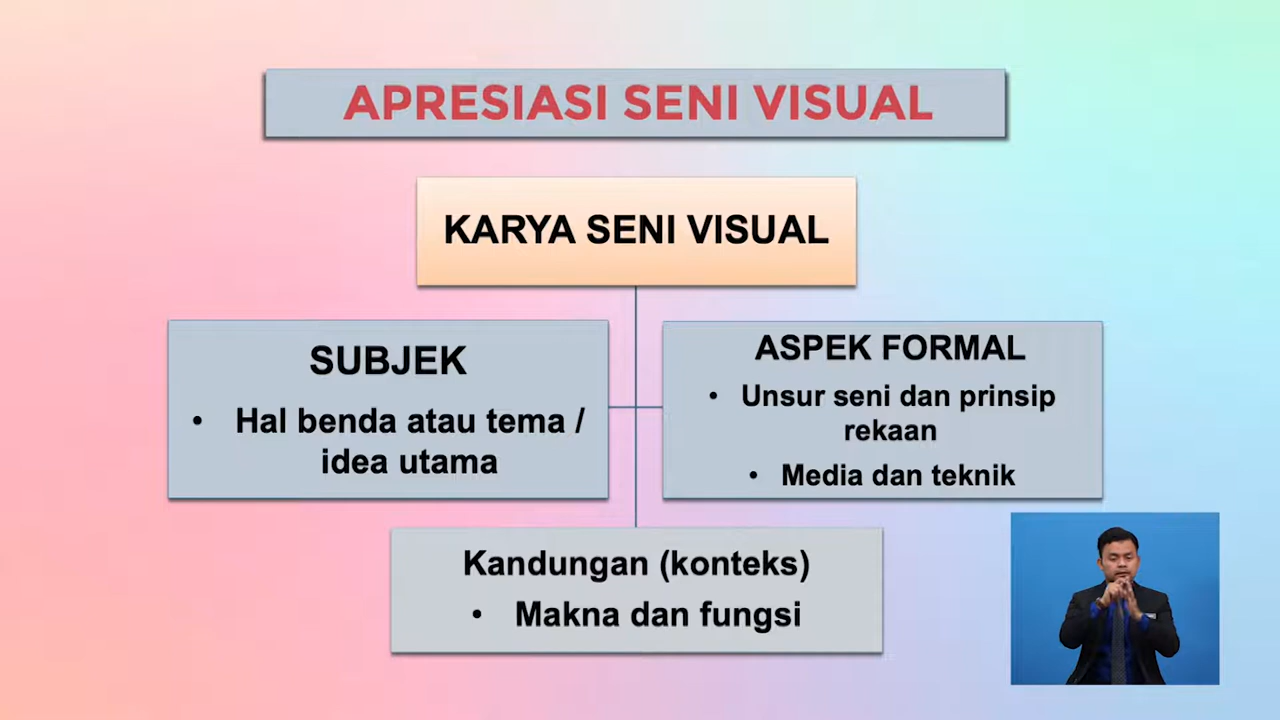 APRESIASI SENI VISUAL
KARYA SENI VISUAL
SUBJEK
• Hal benda atau tema /
idea utama
ASPEK FORMAL
• Unsur seni dan prinsip
rekaan
• Media dan teknik
Kandungan (konteks)
• Makna dan fungsi